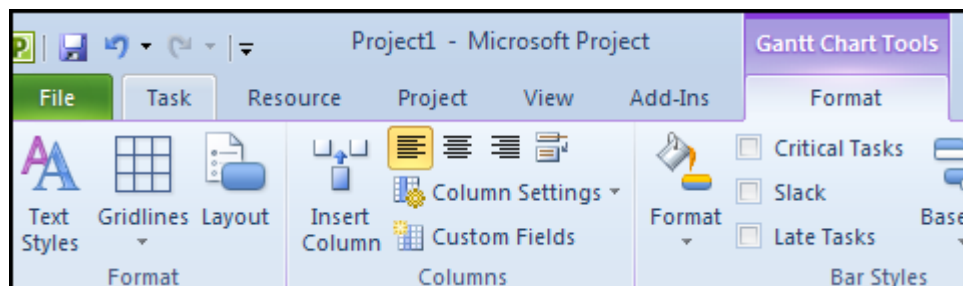 Project1 - Microsoft Project
Gantt Chart Tools
File Task Resource Project View Add-Ins Format
Text Styles
Gridlines
Layout
Format
Insert Column
Column Settings
Custom Fields
Columns
Format
Critical Tasks
Slack
Late Tasks
Base
Bar Styles